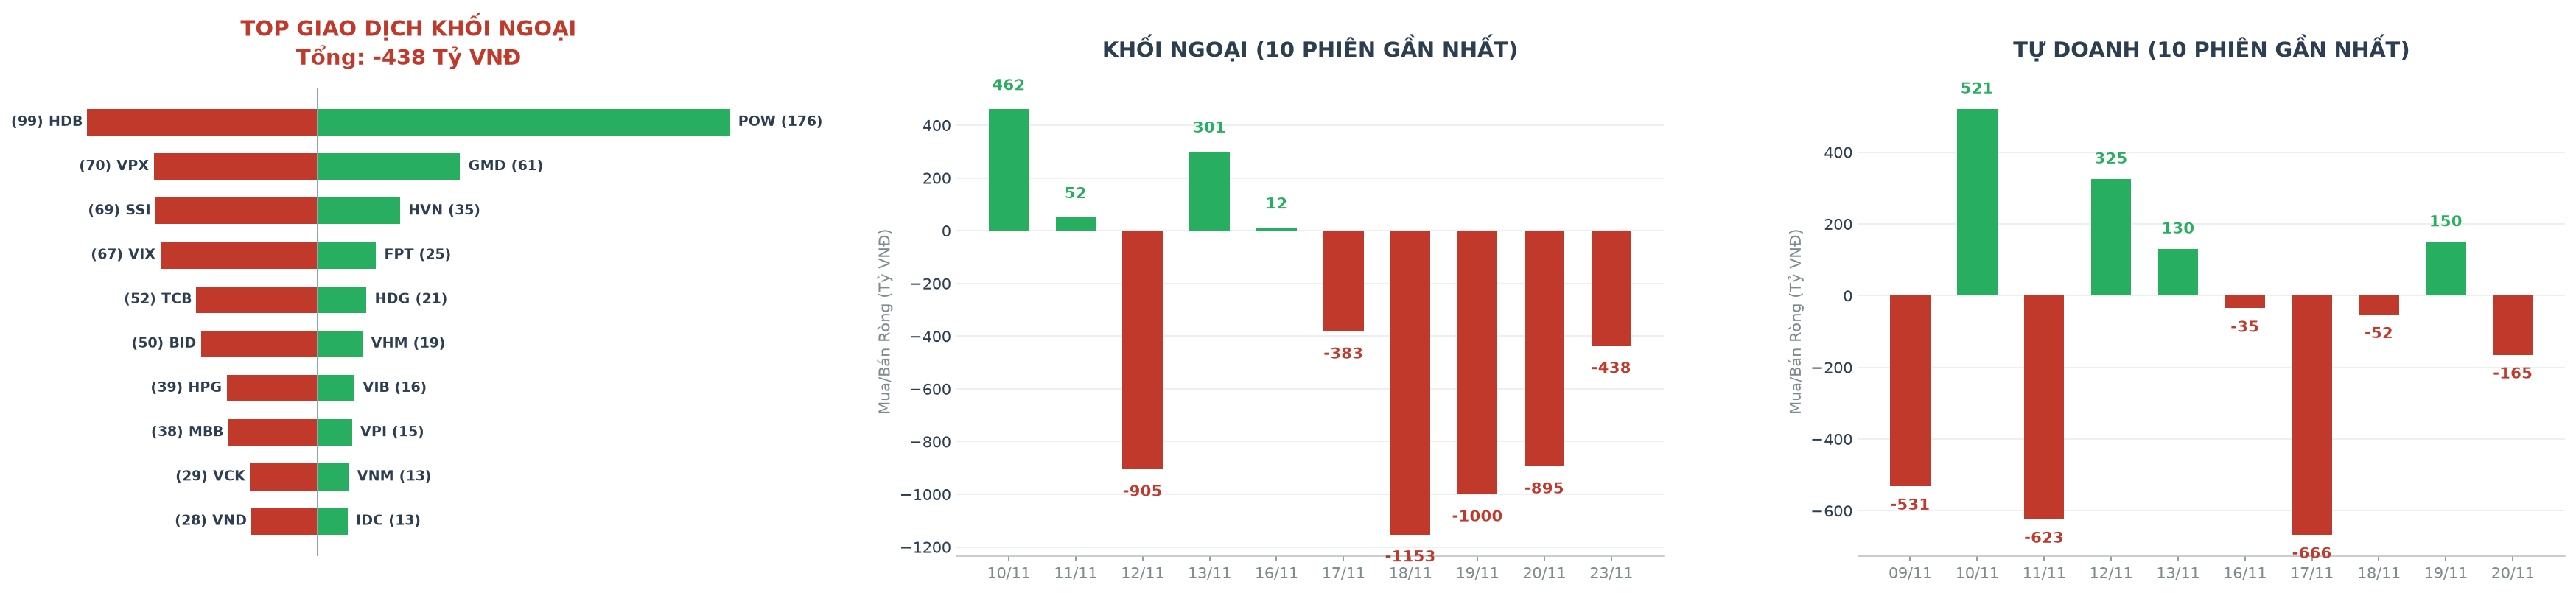 TOP GIAO DỊCH KHỐI NGOẠI
Tổng: -438 Tỷ VNĐ
(99) HDB POW (176)
(70) VPX GMD (61)
(69) SSI HVN (35)
(67) VIX FPT (25)
(52) TCB HDG (21)
(50) BID VHM (19)
(39) HPG VIB (16)
(38) MBB VPI (15)
(29) VCK VNM (13)
(28) VND IDC (13)
KHỐI NGOẠI (10 PHIÊN GẦN NHẤT)
Mua/Bán Ròng (Tỷ VNĐ)
400
200
0
−200
−400
−600
−800
−1000
−1200
462
52
-905
301
12
-383
-1153
-1000
-895
-438
10/11 11/11 12/11 13/11 16/11 17/11 18/11 19/11 20/11 23/11
TỰ DOANH (10 PHIÊN GẦN NHẤT)
Mua/Bán Ròng (Tỷ VNĐ)
400
200
0
−200
−400
−600
-531
521
-623
325
130
-35
-666
-52
150
-165
09/11 10/11 11/11 12/11 13/11 16/11 17/11 18/11 19/11 20/11